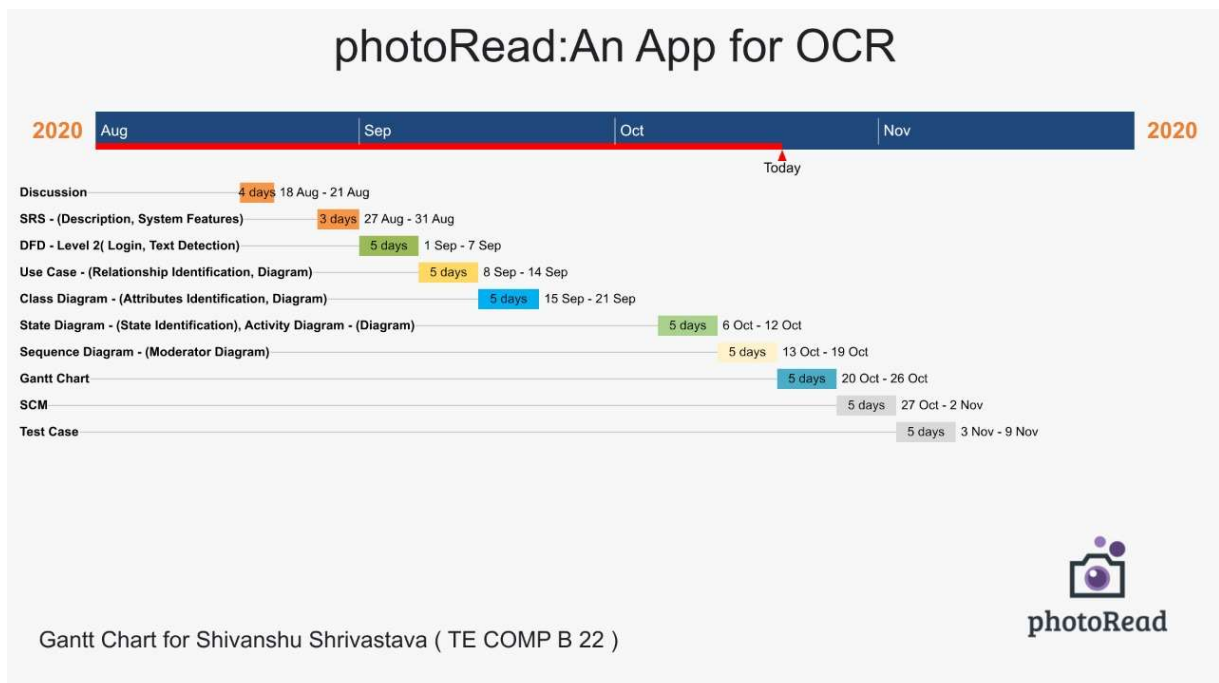 photoRead:An App for OCR
2020 Aug Sep Oct Nov 2020
Today
Discussion 4 days 18 Aug - 21 Aug
SRS - (Description, System Features) 3 days 27 Aug - 31 Aug
DFD - Level 2( Login, Text Detection) 5 days 1 Sep - 7 Sep
Use Case - (Relationship Identification, Diagram) 5 days 8 Sep - 14 Sep
Class Diagram - (Attributes Identification, Diagram) 5 days 15 Sep - 21 Sep
State Diagram - (State Identification), Activity Diagram - (Diagram) 5 days 6 Oct - 12 Oct
Sequence Diagram - (Moderator Diagram) 5 days 13 Oct - 19 Oct
Gantt Chart 5 days 20 Oct - 26 Oct
SCM 5 days 27 Oct - 2 Nov
Test Case 5 days 3 Nov - 9 Nov
photoRead
Gantt Chart for Shivanshu Shrivastava ( TE COMP B 22 )